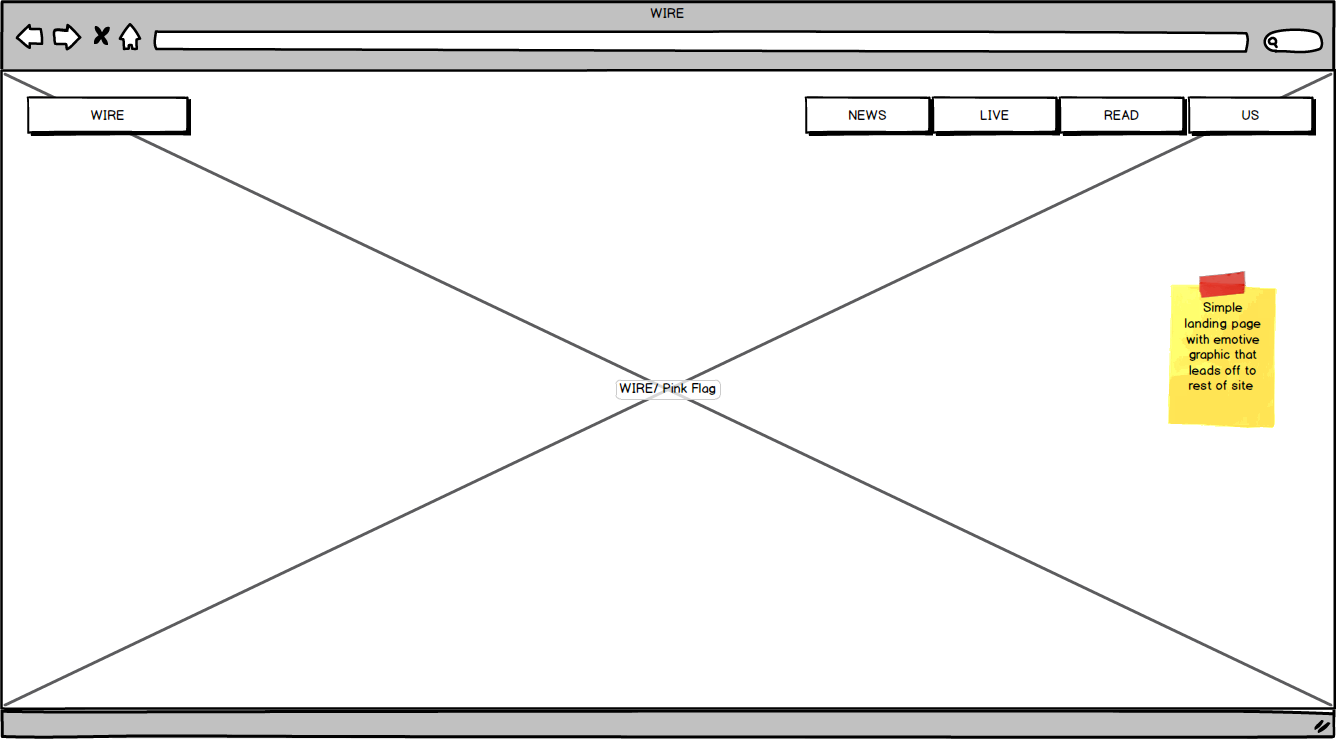 WIRE
WIRE
NEWS
LIVE
READ
US
Simple
landing page
with emotive
graphic that
leads off to
rest of site
WIRE/ Pink Flag